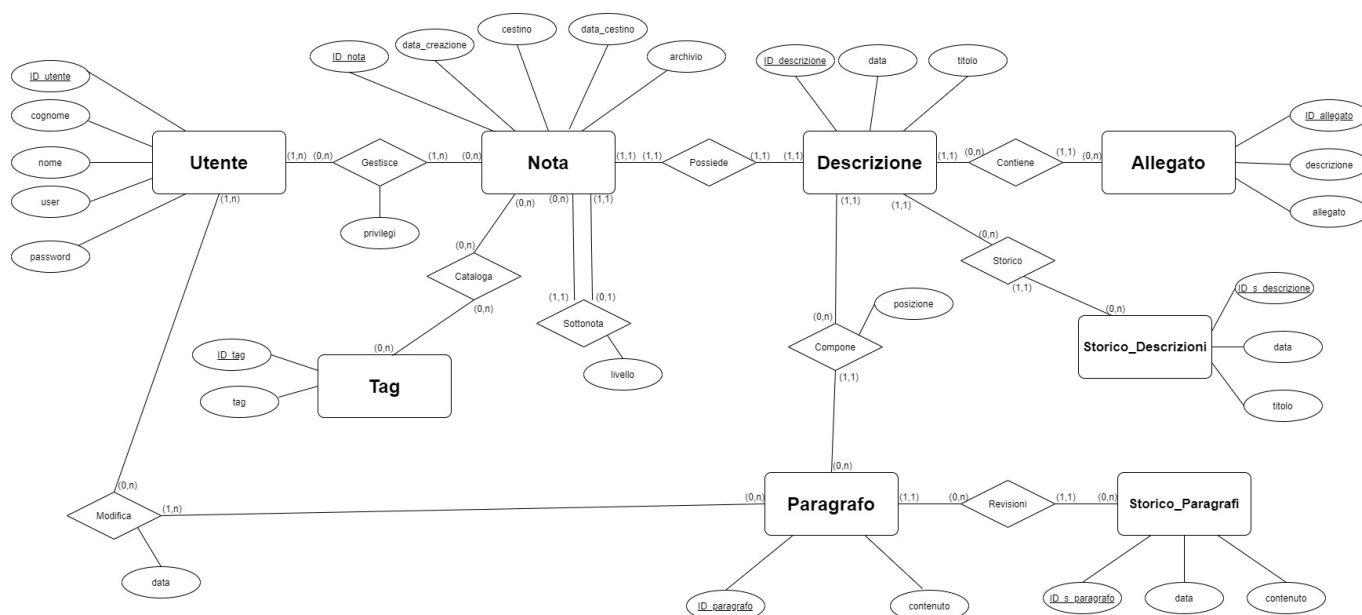 cestino
data_cestino
data_creazione
ID_nota
archivio
ID_descrizione
data
titolo
ID_utente
cognome
nome
user
password
Utente
(1,n)
(0,n)
Gestisce
(1,n)
(0,n)
privilegi
Nota
(1,1)
(1,1)
Possiede
(1,1)
(1,1)
Descrizione
(1,1)
(0,n)
Contiene
(1,1)
(0,n)
Allegato
ID_allegato
descrizione
allegato
(1,n)
(0,n)
(0,n)
(1,1)
(0,n)
Cataloga
(0,n)
(0,n)
(1,1)
(0,1)
Sottonota
livello
ID_tag
tag
Tag
(1,1)
(1,1)
(0,n)
Storico
(1,1)
(0,n)
Storico_Descrizioni
ID_s_descrizione
data
titolo
posizione
(0,n)
Compone
(1,1)
(0,n)
(0,n)
Modifica
(1,n)
(0,n)
data
Paragrafo
(1,1)
(0,n)
Revisioni
(1,1)
(0,n)
Storico_Paragrafi
ID_paragrafo
contenuto
ID_s_paragrafo
data
contenuto